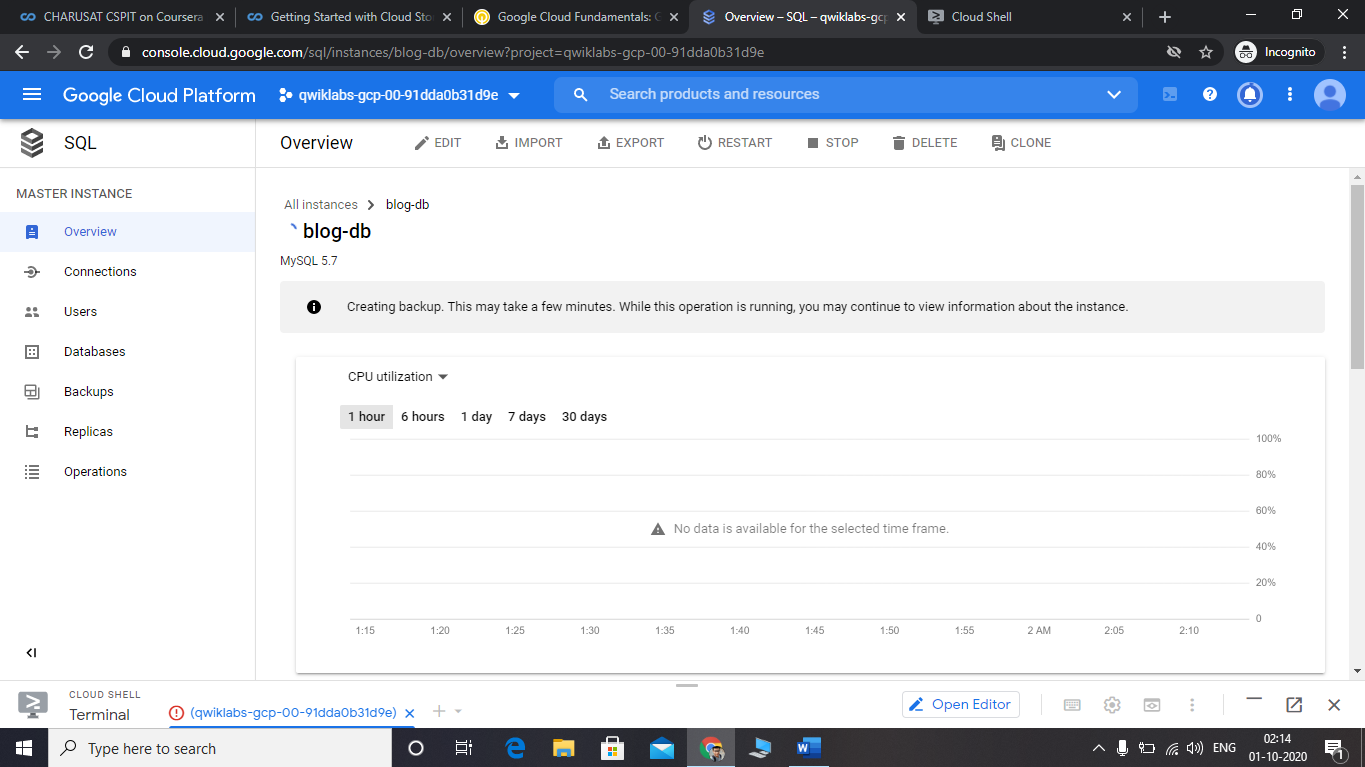 CHARUSAT CSPIT on Coursera
Getting Started with Cloud Sto
Google Cloud Fundamentals: G
Overview – SQL – qwiklabs-gcp
Cloud Shell
console.cloud.google.com/sql/instances/blog-db/overview?project=qwiklabs-gcp-00-91dda0b31d9e
Incognito
Google Cloud Platform
qwiklabs-gcp-00-91dda0b31d9e
Search products and resources
SQL
Overview
EDIT
IMPORT
EXPORT
RESTART
STOP
DELETE
CLONE
MASTER INSTANCE
Overview
Connections
Users
Databases
Backups
Replicas
Operations
All instances > blog-db
blog-db
MySQL 5.7
Creating backup. This may take a few minutes. While this operation is running, you may continue to view information about the instance.
CPU utilization
1 hour 6 hours 1 day 7 days 30 days
100%
80%
60%
No data is available for the selected time frame.
40%
20%
0
1:15 1:20 1:25 1:30 1:35 1:40 1:45 1:50 1:55 2 AM 2:05 2:10
CLOUD SHELL
Terminal
(qwiklabs-gcp-00-91dda0b31d9e)
Open Editor
Type here to search
ENG
02:14
01-10-2020
1